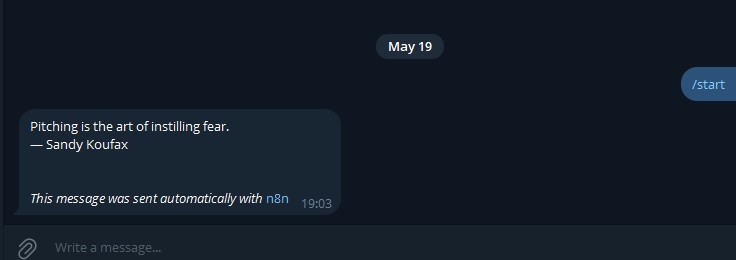 May 19
/start
Pitching is the art of instilling fear.
— Sandy Koufax
This message was sent automatically with n8n 19:03
Write a message...